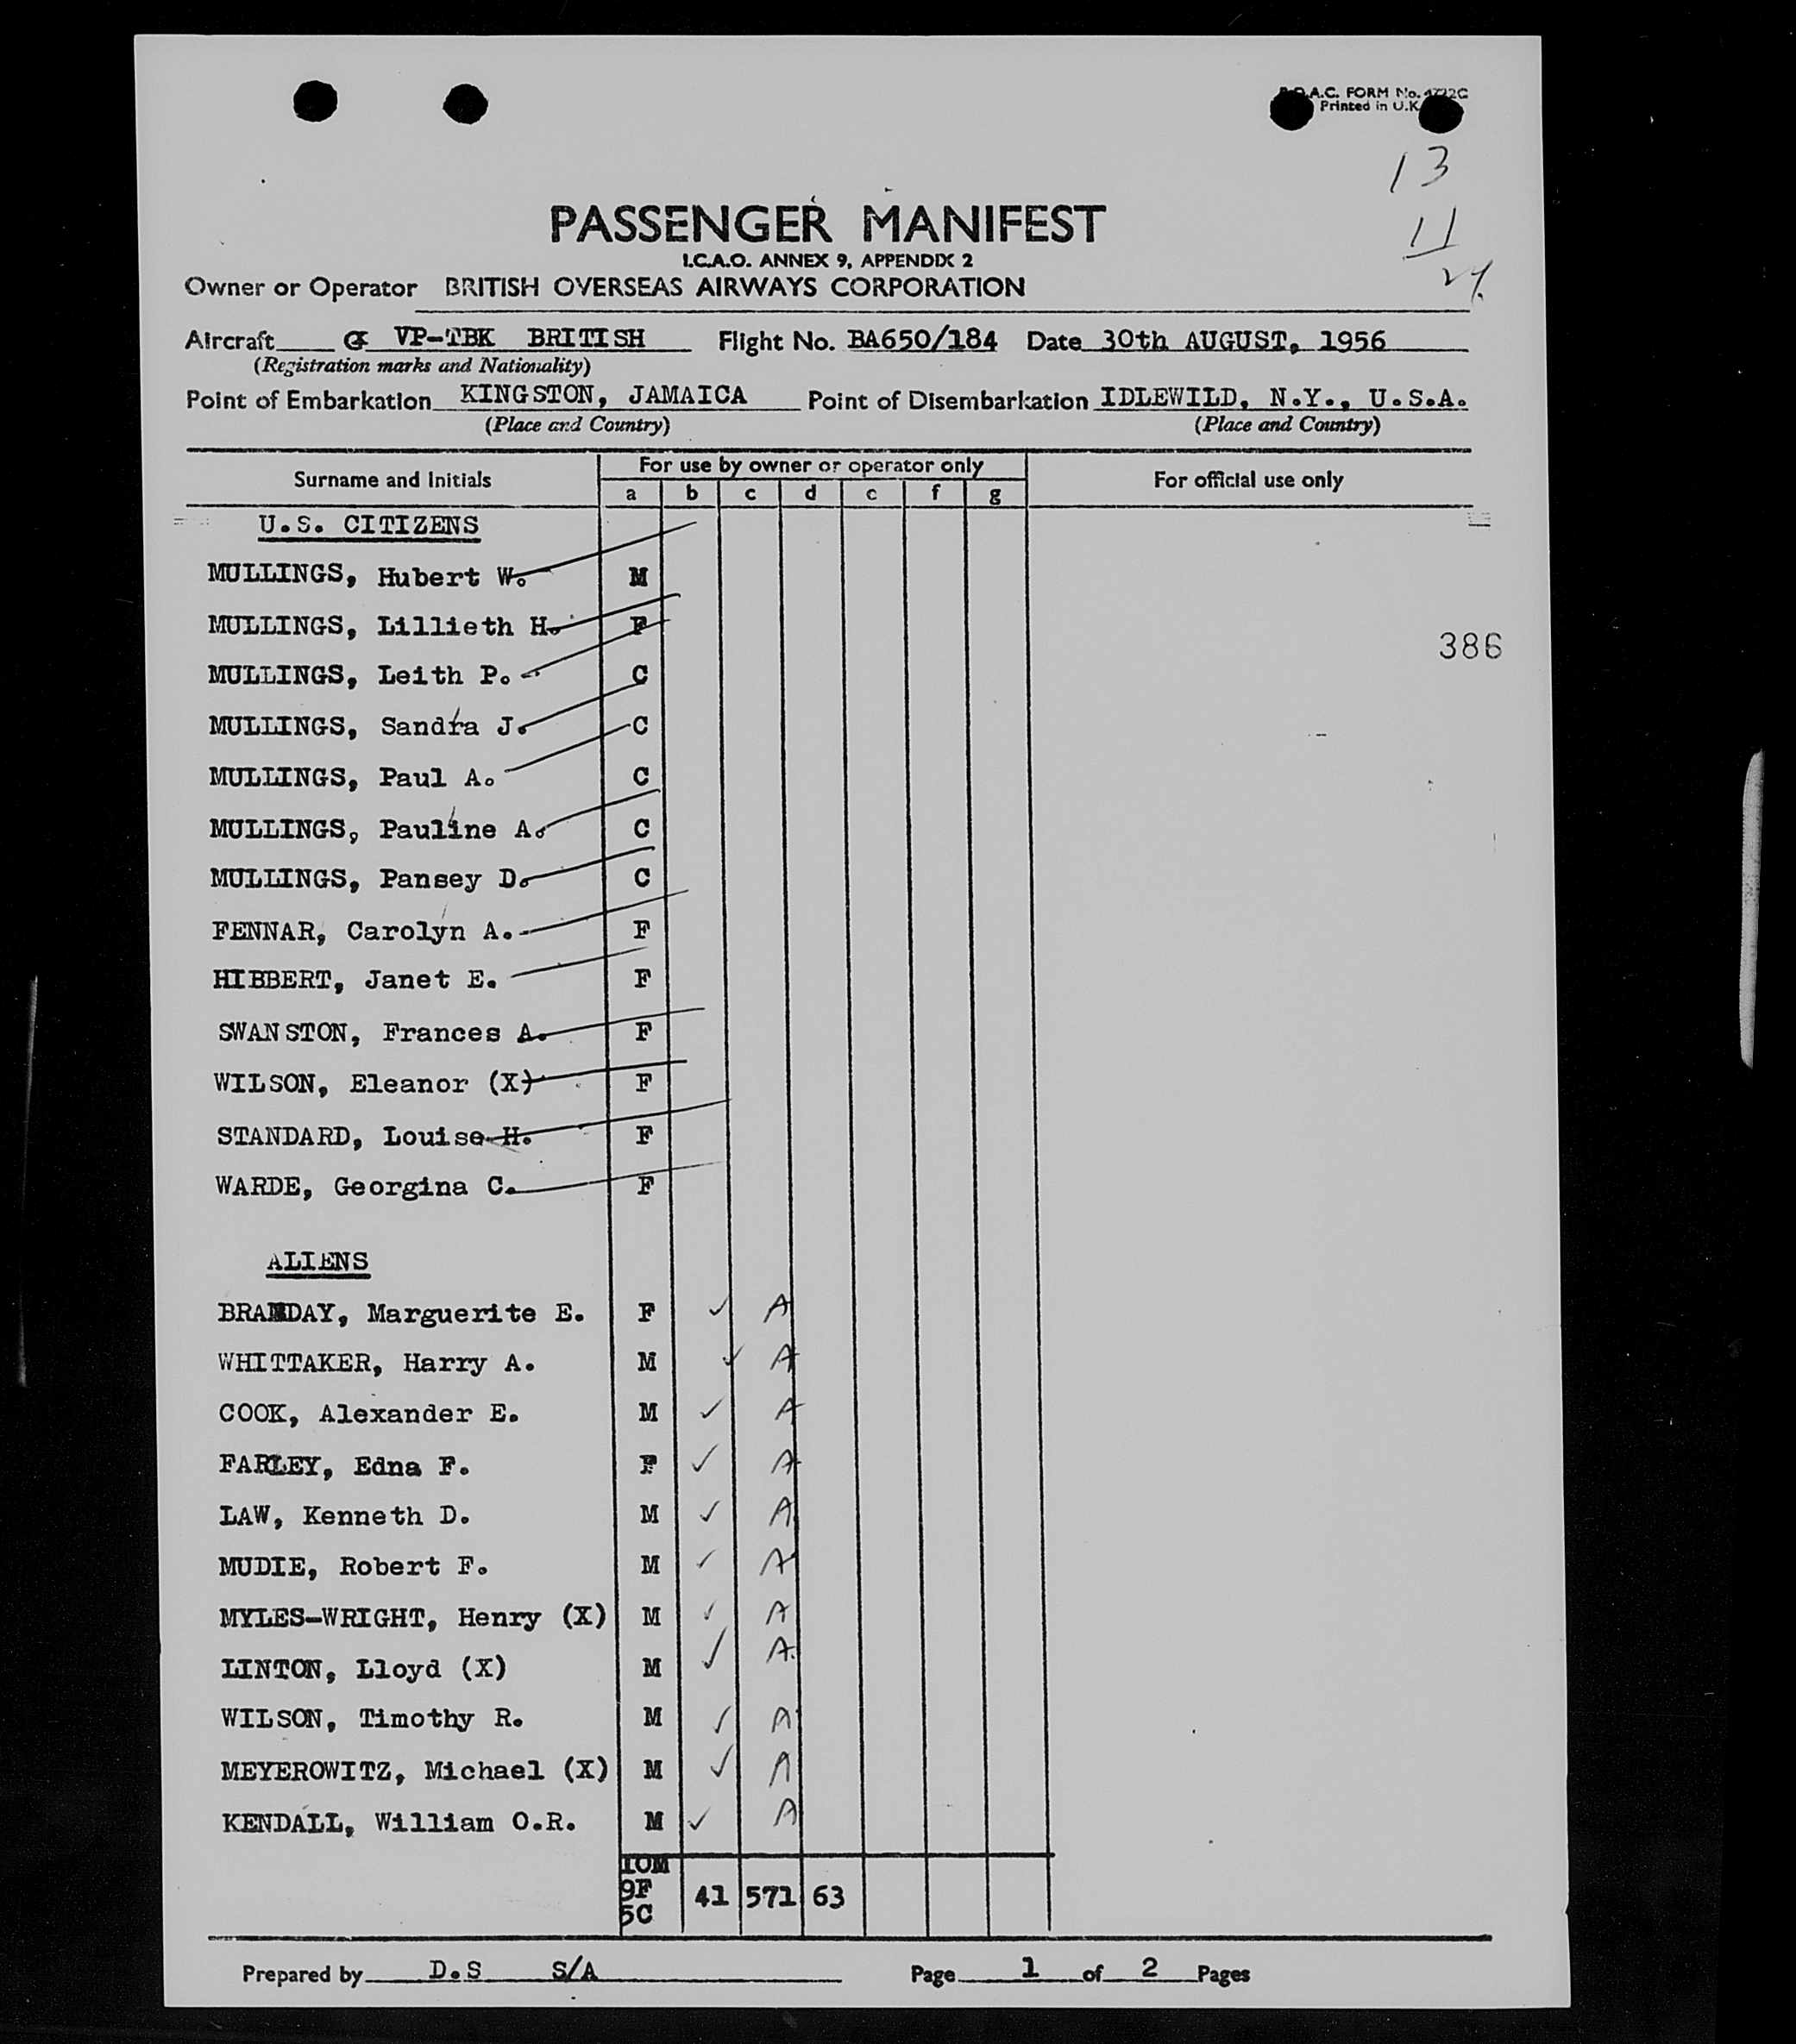 B.O.A.C. FORM No.
Printed in U.K.
13
11
24
PASSENGER MANIFEST
I.C.A.O. ANNEX 9, APPENDIX 2
Owner or Operator BRITISH OVERSEAS AIRWAYS CORPORATION
Aircraft VP-TBK BRITISH Flight No. BA650/184 Date 30th AUGUST, 1956
(Registration marks and Nationality)
Point of Embarkation KINGSTON, JAMAICA Point of Disembarkation IDLEWILD, N.Y., U.S.A.
(Place and Country) (Place and Country)
Surname and Initials For use by owner or operator only For official use only
a b c d e f g
U.S. CITIZENS
MULLINGS, Hubert W. M
MULLINGS, Lillieth H. F
386
MULLINGS, Leith P. C
MULLINGS, Sandra J. C
MULLINGS, Paul A. C
MULLINGS, Pauline A. C
MULLINGS, Pansey D. C
FENNAR, Carolyn A. F
HIBBERT, Janet E. F
SWANSTON, Frances A. F
WILSON, Eleanor (X) F
STANDARD, Louise H. F
WARDE, Georgina C. F
ALIENS
BRANDAY, Marguerite E. F ✓ A
WHITTAKER, Harry A. M ✓ A
COOK, Alexander E. M ✓ A
FARLEY, Edna F. F ✓ A
LAW, Kenneth D. M ✓ A
MUDIE, Robert F. M ✓ A
MYLES-WRIGHT, Henry (X) M ✓ A
LINTON, Lloyd (X) M ✓ A
WILSON, Timothy R. M ✓ A
MEYEROWITZ, Michael (X) M ✓ A
KENDALL, William O.R. M ✓ A
10M
9F 41 571 63
5C
Prepared by D.S S/A Page 1 of 2 Pages